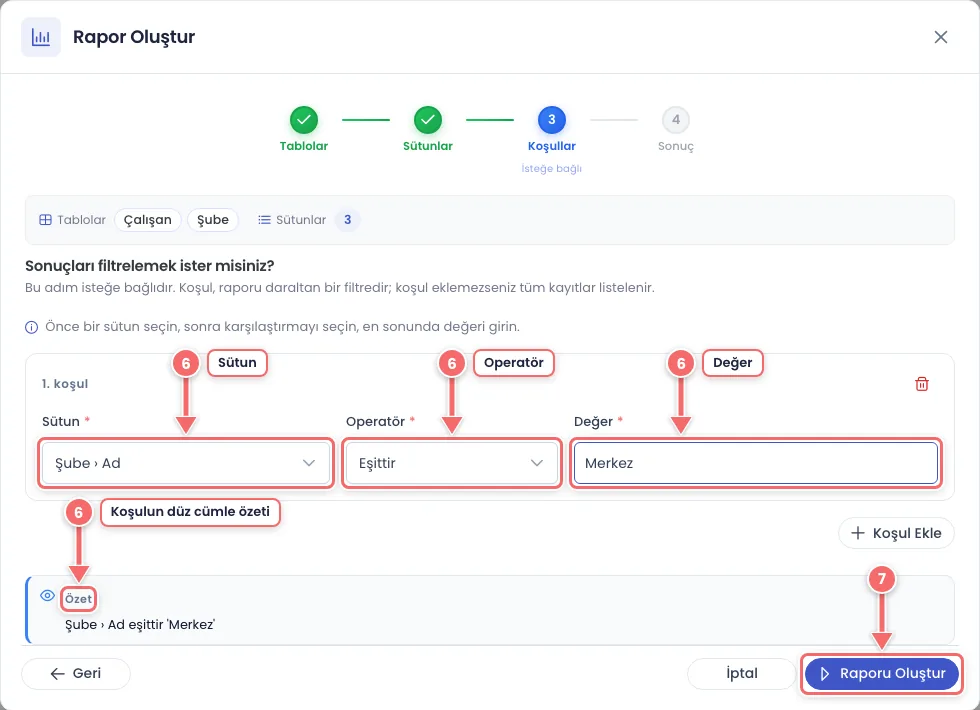 Rapor Oluştur
3
4
Tablolar
Sütunlar
Koşullar
Sonuç
İsteğe bağlı
Tablolar Çalışan Şube Sütunlar 3
Sonuçları filtrelemek ister misiniz?
Bu adım isteğe bağlıdır. Koşul, raporu daraltan bir filtredir; koşul eklemezseniz tüm kayıtlar listelenir.
Önce bir sütun seçin, sonra karşılaştırmayı seçin, en sonunda değeri girin.
6 Sütun
6 Operatör
6 Değer
1. koşul
Sütun *
Operatör *
Değer *
Şube › Ad
Eşittir
Merkez
6 Koşulun düz cümle özeti
+ Koşul Ekle
7
Özet
Şube › Ad eşittir 'Merkez'
← Geri
İptal
Raporu Oluştur